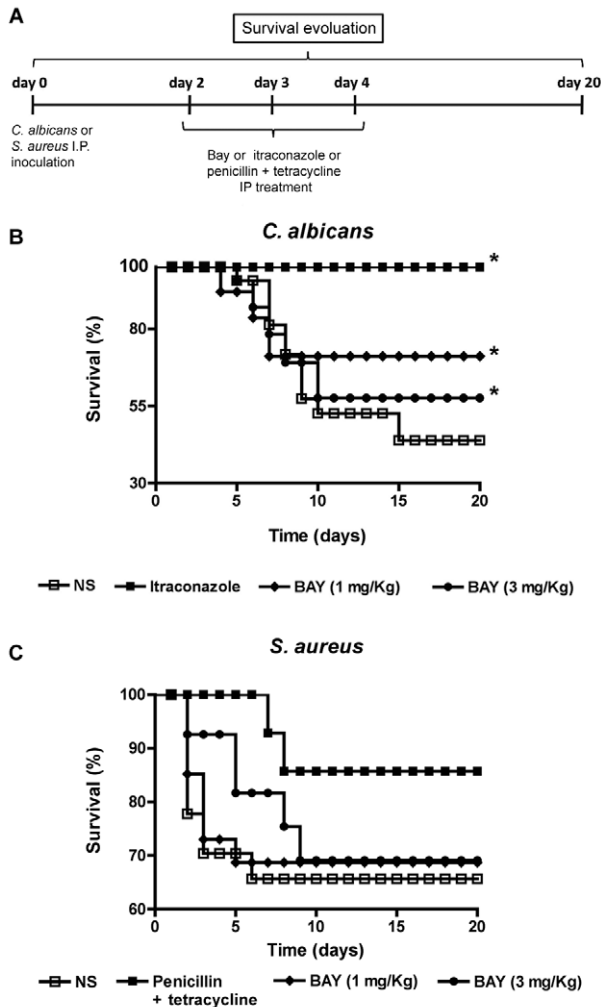 A
Survival evoluation
day 0 day 2 day 3 day 4 day 20
C. albicans or
S. aureus I.P.
inoculation
Bay or itraconazole or
penicillin + tetracycline
IP treatment
B
C. albicans
Survival (%)
100
80
55
30
0 5 10 15 20
Time (days)
* * *
NS Itraconazole BAY (1 mg/Kg) BAY (3 mg/Kg)
C
S. aureus
Survival (%)
100
90
80
70
60
0 5 10 15 20
Time (days)
NS Penicillin + tetracycline BAY (1 mg/Kg) BAY (3 mg/Kg)